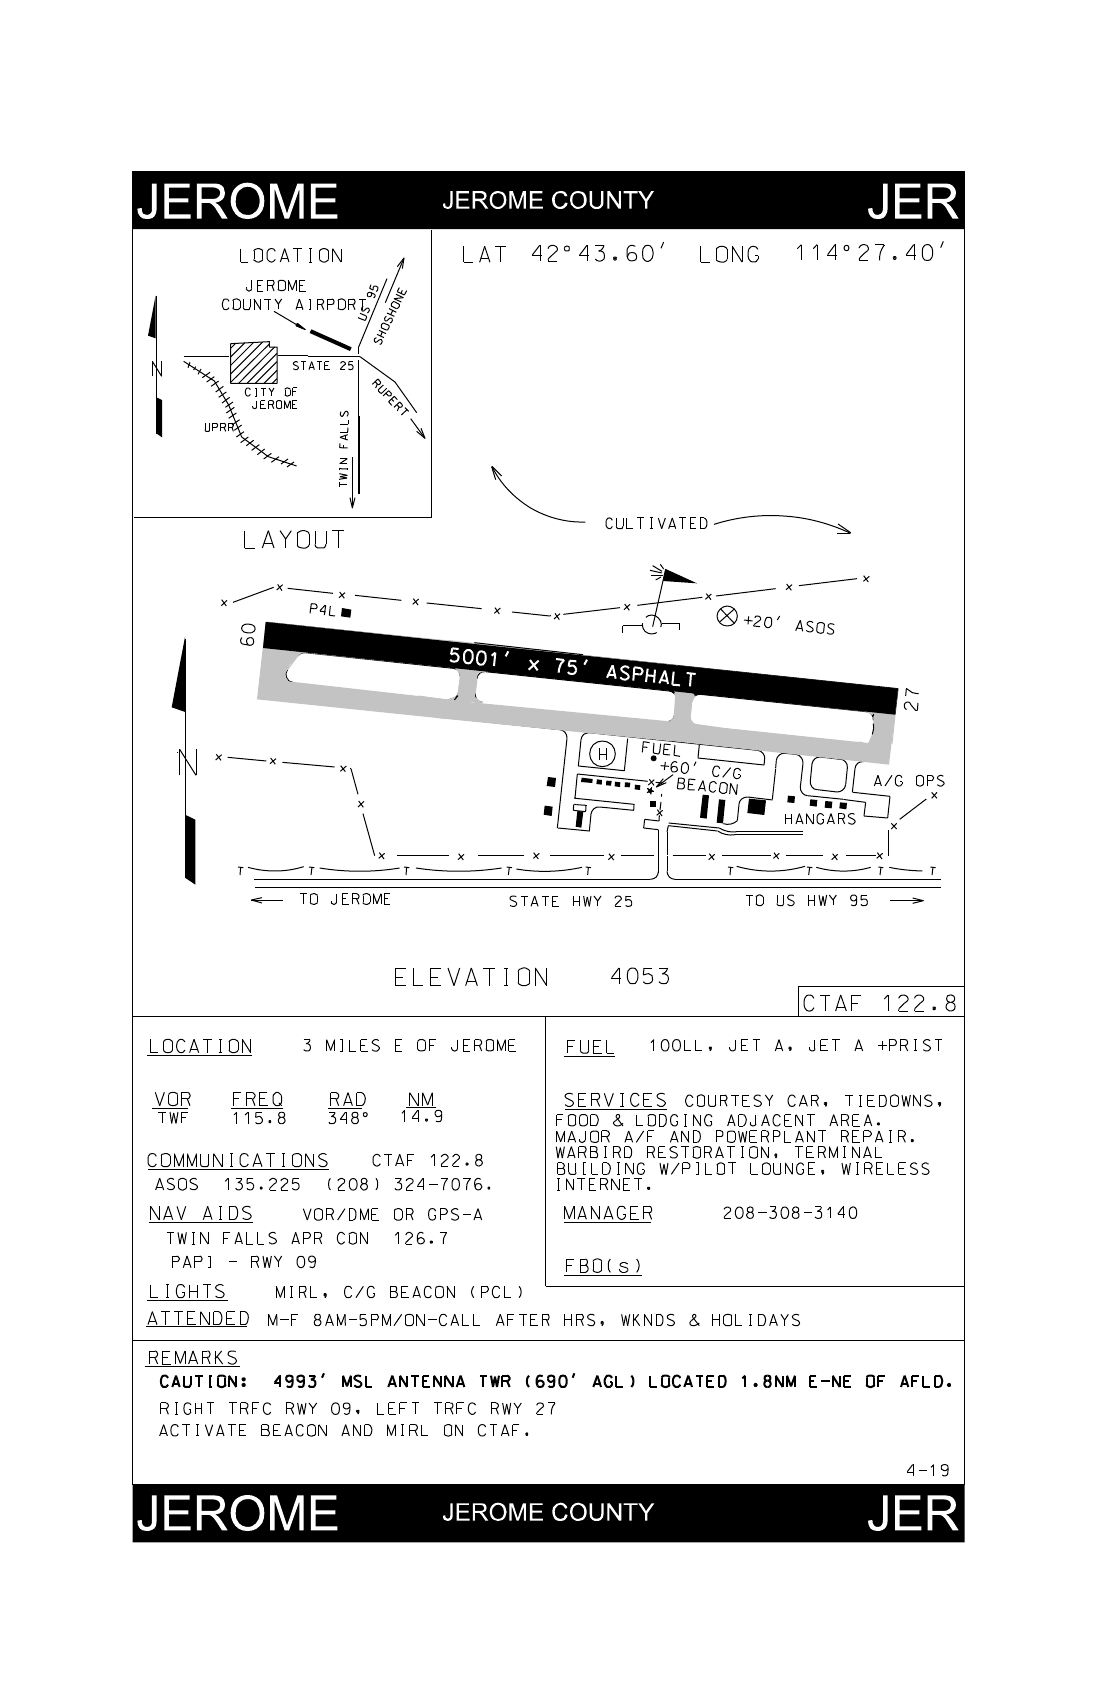 JEROME JEROME COUNTY JER
LOCATION
JEROME
COUNTY AIRPORT
US 95
SHOSHONE
N
STATE 25
CITY OF
JEROME
RUPERT
UPRR
TWIN FALLS
LAT 42°43.60' LONG 114°27.40'
CULTIVATED
LAYOUT
P4L
+20' ASOS
09
5001' x 75' ASPHALT
27
N
H
FUEL
+60' C/G
BEACON
A/G OPS
HANGARS
TO JEROME STATE HWY 25 TO US HWY 95
ELEVATION 4053
CTAF 122.8
LOCATION 3 MILES E OF JEROME
VOR FREQ RAD NM
TWF 115.8 348° 14.9
COMMUNICATIONS CTAF 122.8
ASOS 135.225 (208) 324-7076.
NAV AIDS VOR/DME OR GPS-A
TWIN FALLS APR CON 126.7
PAPI - RWY 09
LIGHTS MIRL, C/G BEACON (PCL)
ATTENDED M-F 8AM-5PM/ON-CALL AFTER HRS, WKNDS & HOLIDAYS
FUEL 100LL, JET A, JET A +PRIST
SERVICES COURTESY CAR, TIEDOWNS,
FOOD & LODGING ADJACENT AREA.
MAJOR A/F AND POWERPLANT REPAIR.
WARBIRD RESTORATION, TERMINAL
BUILDING W/PILOT LOUNGE, WIRELESS
INTERNET.
MANAGER 208-308-3140
FBO(s)
REMARKS
CAUTION: 4993' MSL ANTENNA TWR (690' AGL) LOCATED 1.8NM E-NE OF AFLD.
RIGHT TRFC RWY 09, LEFT TRFC RWY 27
ACTIVATE BEACON AND MIRL ON CTAF.
4-19
JEROME JEROME COUNTY JER